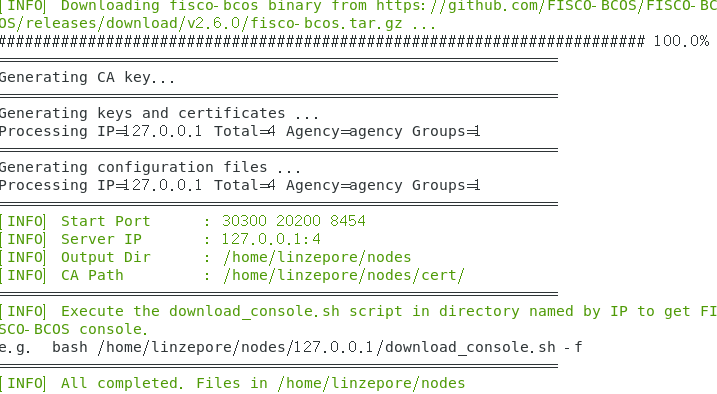 [INFO] Downloading fisco-bcos binary from https://github.com/FISCO-BCOS/FISCO-BC
OS/releases/download/v2.6.0/fisco-bcos.tar.gz ...
######################################################################## 100.0%
==============================================================
Generating CA key...
==============================================================
Generating keys and certificates ...
Processing IP=127.0.0.1 Total=4 Agency=agency Groups=1
==============================================================
Generating configuration files ...
Processing IP=127.0.0.1 Total=4 Agency=agency Groups=1
==============================================================
[INFO] Start Port      : 30300 20200 8454
[INFO] Server IP       : 127.0.0.1:4
[INFO] Output Dir      : /home/linzepore/nodes
[INFO] CA Path         : /home/linzepore/nodes/cert/
==============================================================
[INFO] Execute the download_console.sh script in directory named by IP to get FI
SCO-BCOS console.
e.g.  bash /home/linzepore/nodes/127.0.0.1/download_console.sh -f
==============================================================
[INFO] All completed. Files in /home/linzepore/nodes